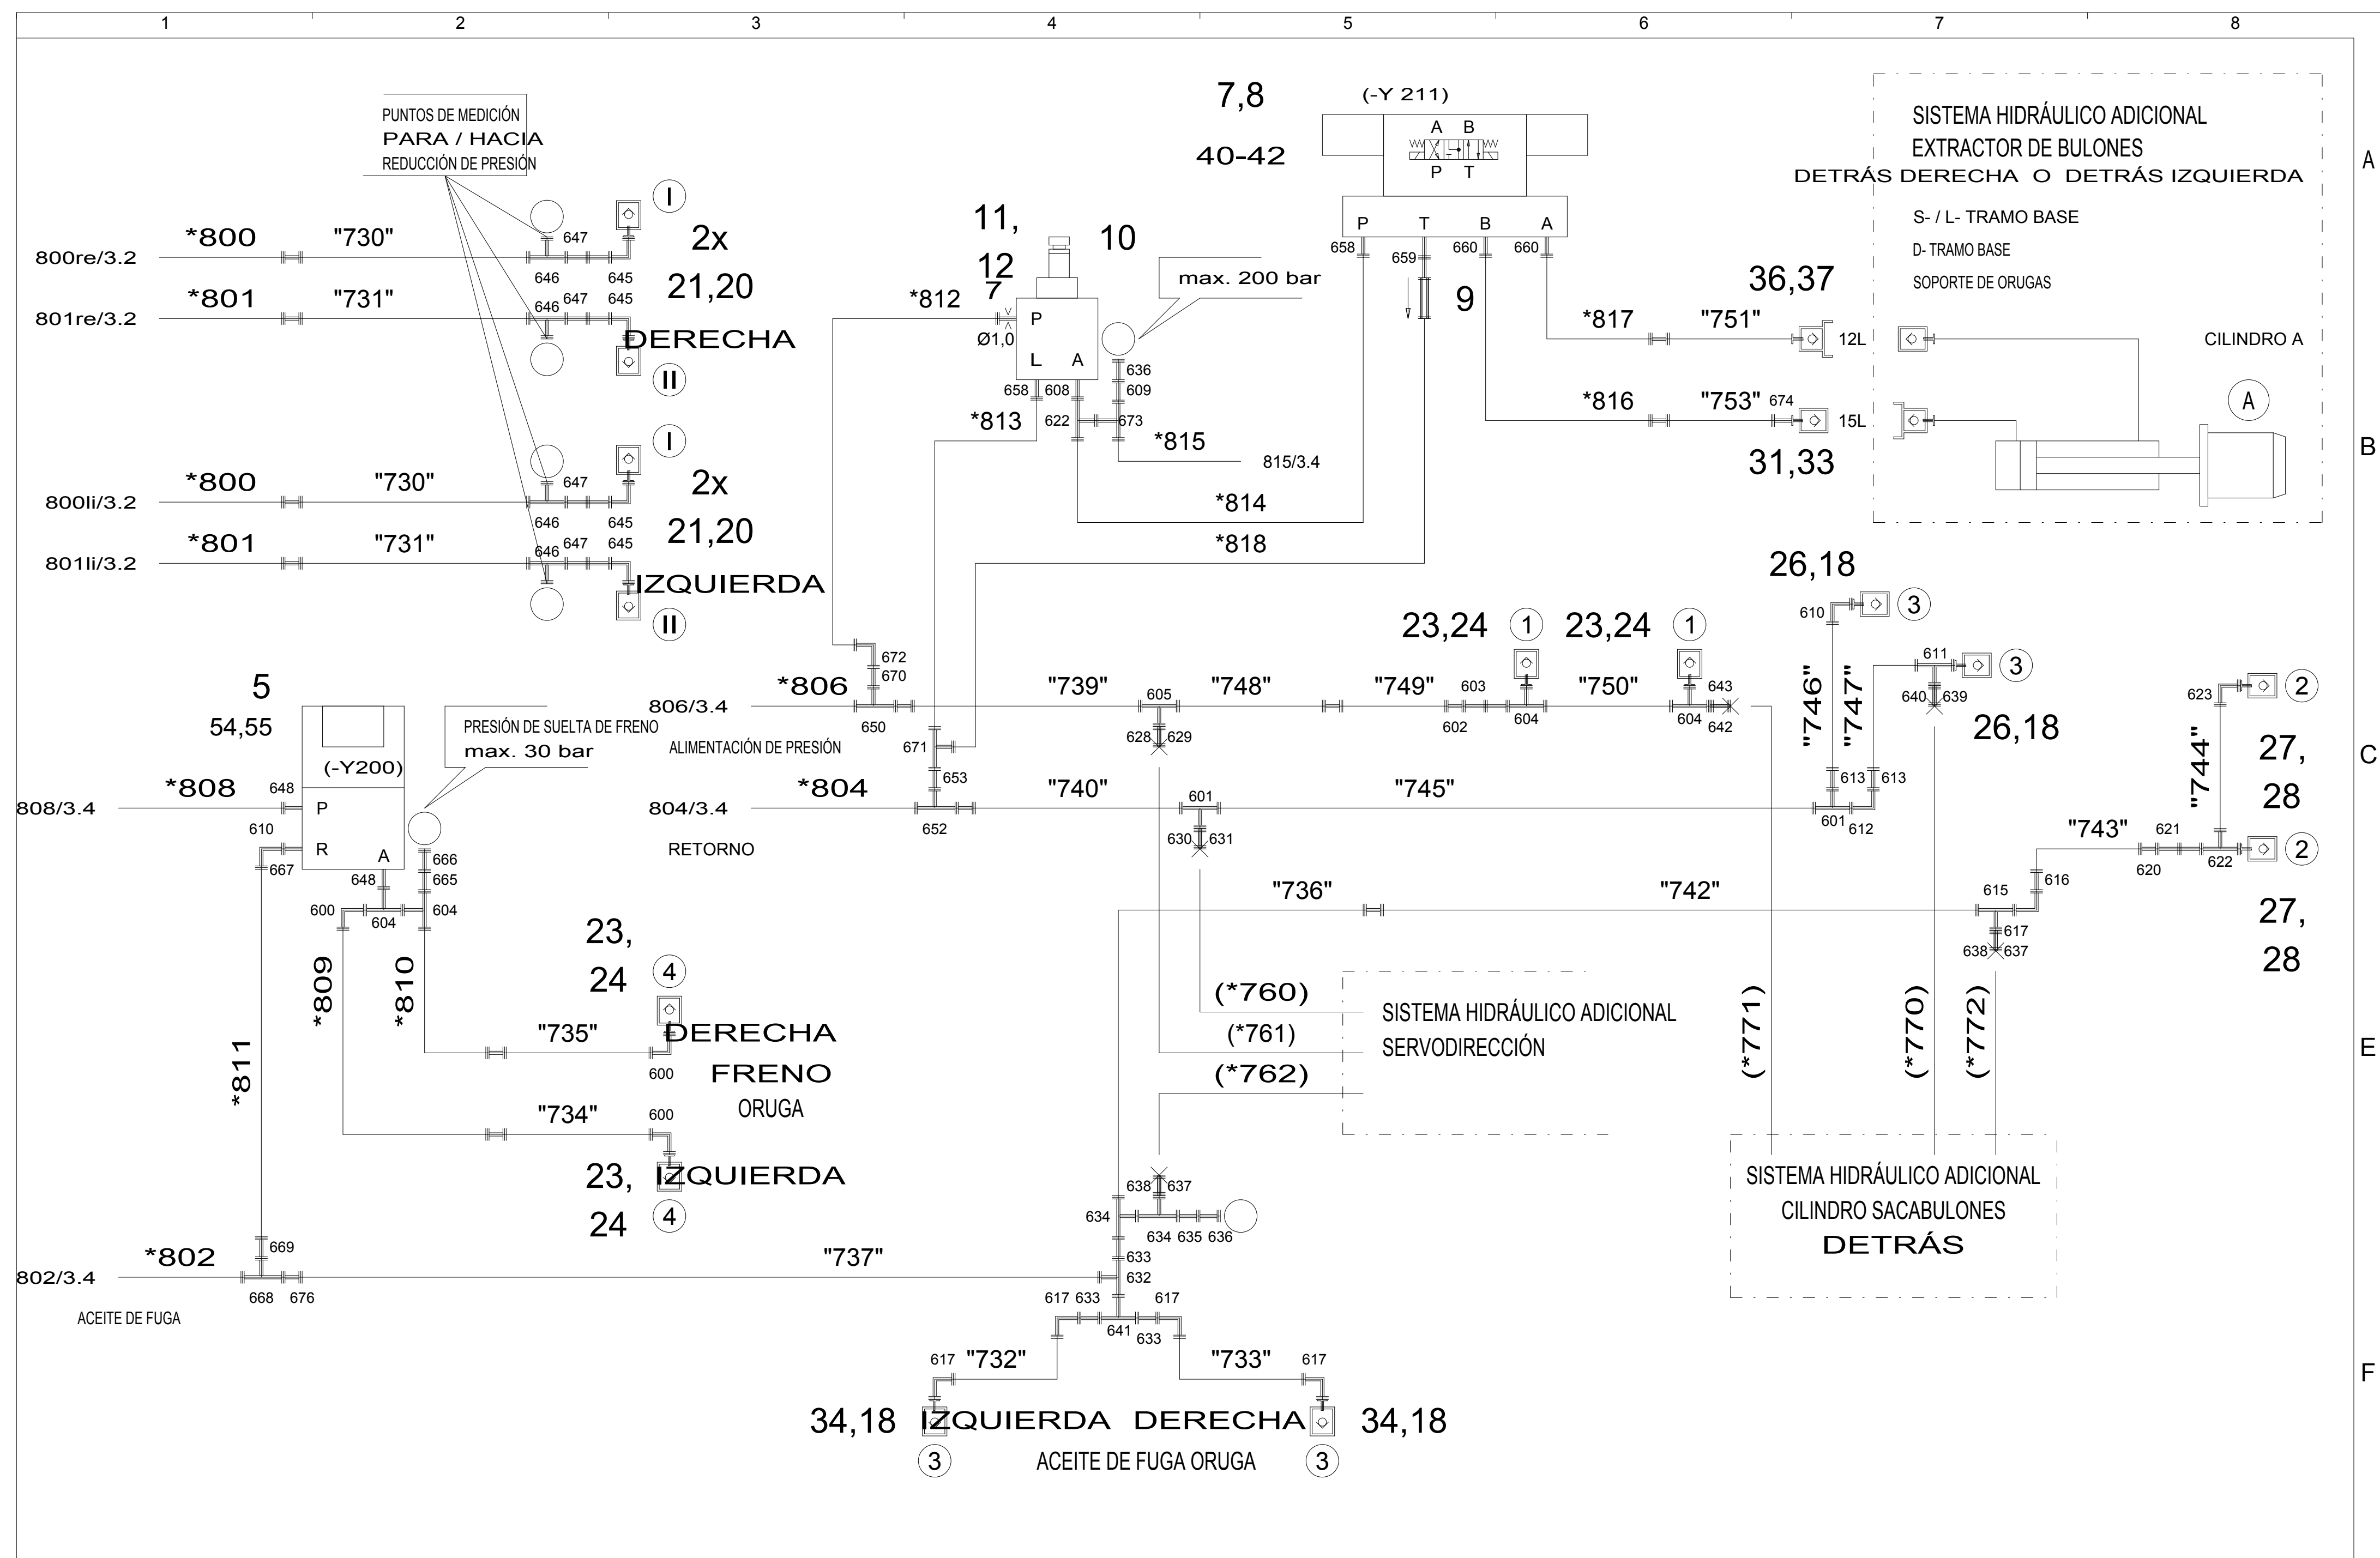 1 2 3 4 5 6 7 8
A
B
C
E
F
PUNTOS DE MEDICIÓN
PARA / HACIA
REDUCCIÓN DE PRESIÓN
I
800re/3.2 *800 "730" 647
646 645
2x
21,20
801re/3.2 *801 "731" 646 647 645
DERECHA
II
I
800li/3.2 *800 "730" 647
646 645
2x
21,20
801li/3.2 *801 "731" 646 647 645
IZQUIERDA
II
11,
12
7
10
max. 200 bar
*812
Ø1,0
P
L A
658 608
636
609
622 673
*813
*815
815/3.4
*814
*818
7,8
40-42
(-Y 211)
A B
P T
P T B A
658 659 660 660
9
*817 "751"
36,37
12L
*816 "753" 674
15L
31,33
SISTEMA HIDRÁULICO ADICIONAL
EXTRACTOR DE BULONES
DETRÁS DERECHA O DETRÁS IZQUIERDA
S- / L- TRAMO BASE
D- TRAMO BASE
SOPORTE DE ORUGAS
CILINDRO A
A
5
54,55
(-Y200)
PRESIÓN DE SUELTA DE FRENO
max. 30 bar
808/3.4 *808 648
P
R
A
610
667
648
666
665
600 604 604
*809
*810
*811
23,
24
4
"735"
DERECHA
600
FRENO
ORUGA
"734" 600
23,
24
IZQUIERDA
4
802/3.4 *802
669
668 676
ACEITE DE FUGA
"737"
672
670
806/3.4 *806
650
ALIMENTACIÓN DE PRESIÓN
"739" 605 "748" "749" 603
602
604
23,24 1
"750"
23,24 1
604
643
642
628 629
671
653
804/3.4 *804
652
RETORNO
"740" 601 "745"
630 631
601 612
613 613
"746"
"747"
26,18
610
3
611
3
640 639
26,18
623
2
"744"
27,
28
"743" 621
620 622
2
27,
28
"736" "742" 615
616
617
638 637
(*760)
(*761)
(*762)
SISTEMA HIDRÁULICO ADICIONAL
SERVODIRECCIÓN
(*771)
(*770)
(*772)
SISTEMA HIDRÁULICO ADICIONAL
CILINDRO SACABULONES
DETRÁS
638 637
634
634 635 636
633
632
617 633 617
641
633
617 "732" "733" 617
34,18 IZQUIERDA DERECHA 34,18
3 ACEITE DE FUGA ORUGA 3